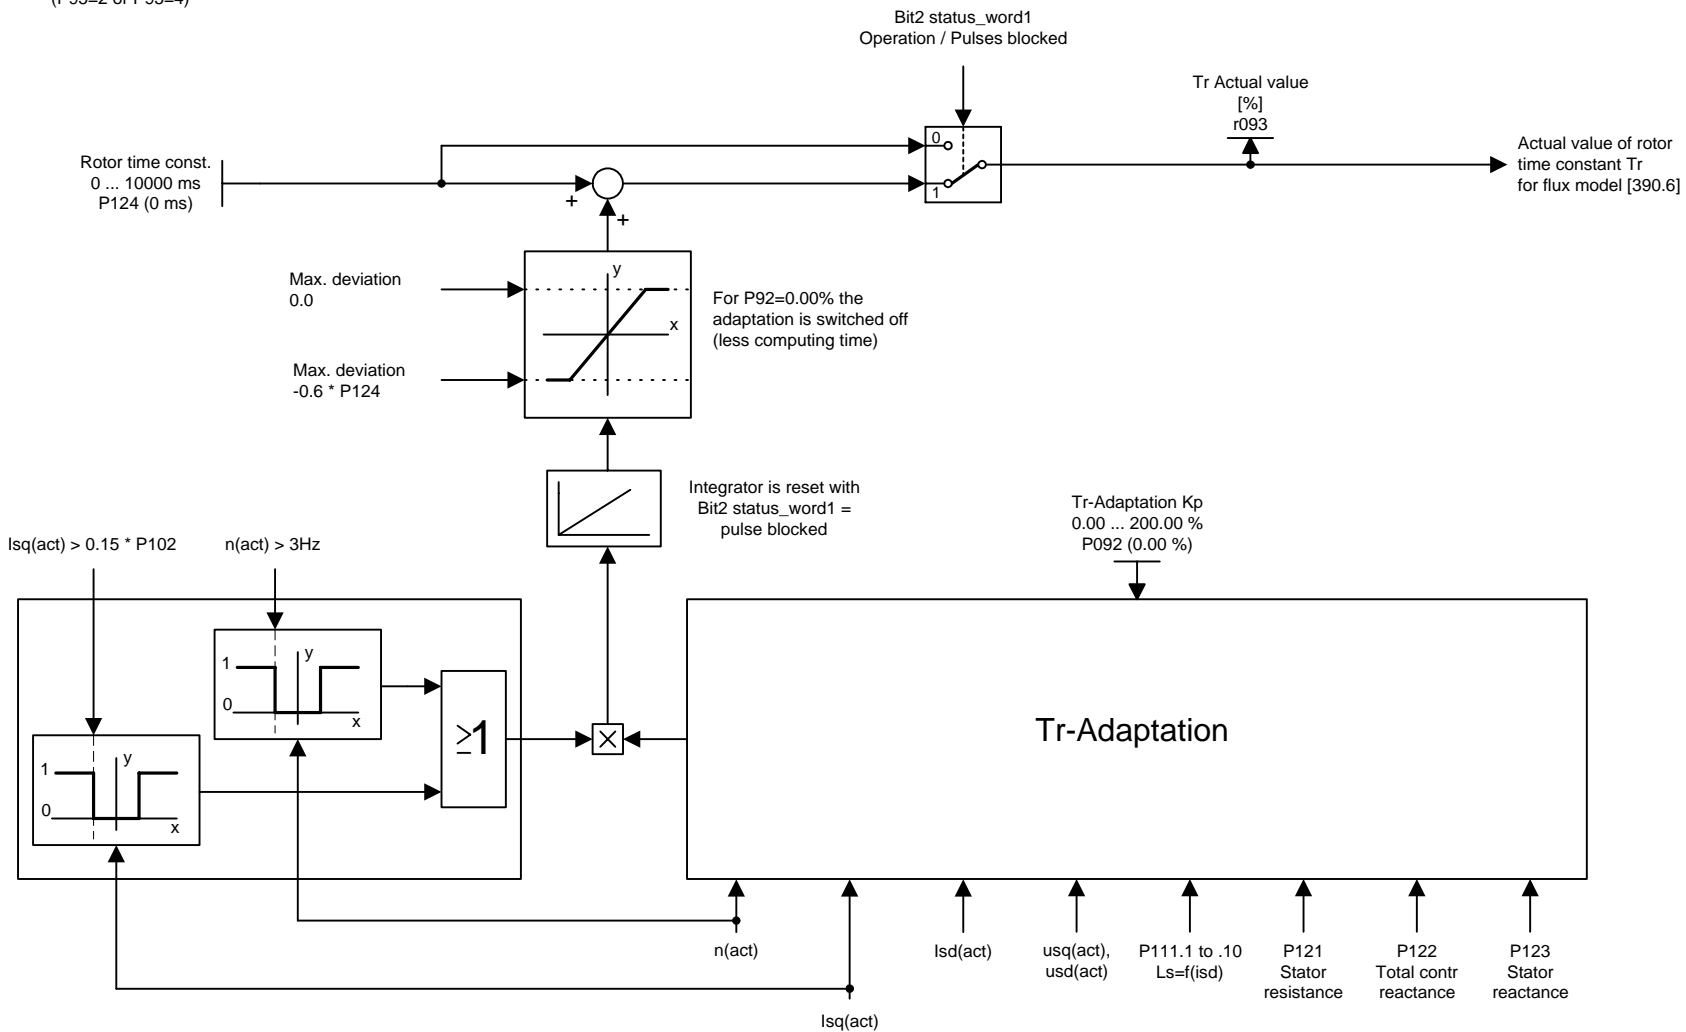 (P95=2 or P95=4)
Bit2 status_word1
Operation / Pulses blocked
Tr Actual value
[%]
r093
Rotor time const.
0 ... 10000 ms
P124 (0 ms)
+
+
0
1
Actual value of rotor
time constant Tr
for flux model [390.6]
Max. deviation
0.0
Max. deviation
-0.6 * P124
y
x
For P92=0.00% the
adaptation is switched off
(less computing time)
Integrator is reset with
Bit2 status_word1 =
pulse blocked
Tr-Adaptation Kp
0.00 ... 200.00 %
P092 (0.00 %)
Isq(act) > 0.15 * P102
n(act) > 3Hz
1
0
y
x
1
0
y
x
≥1
×
Tr-Adaptation
n(act)
Isq(act)
Isd(act)
usq(act),
usd(act)
P111.1 to .10
Ls=f(isd)
P121
Stator
resistance
P122
Total contr
reactance
P123
Stator
reactance